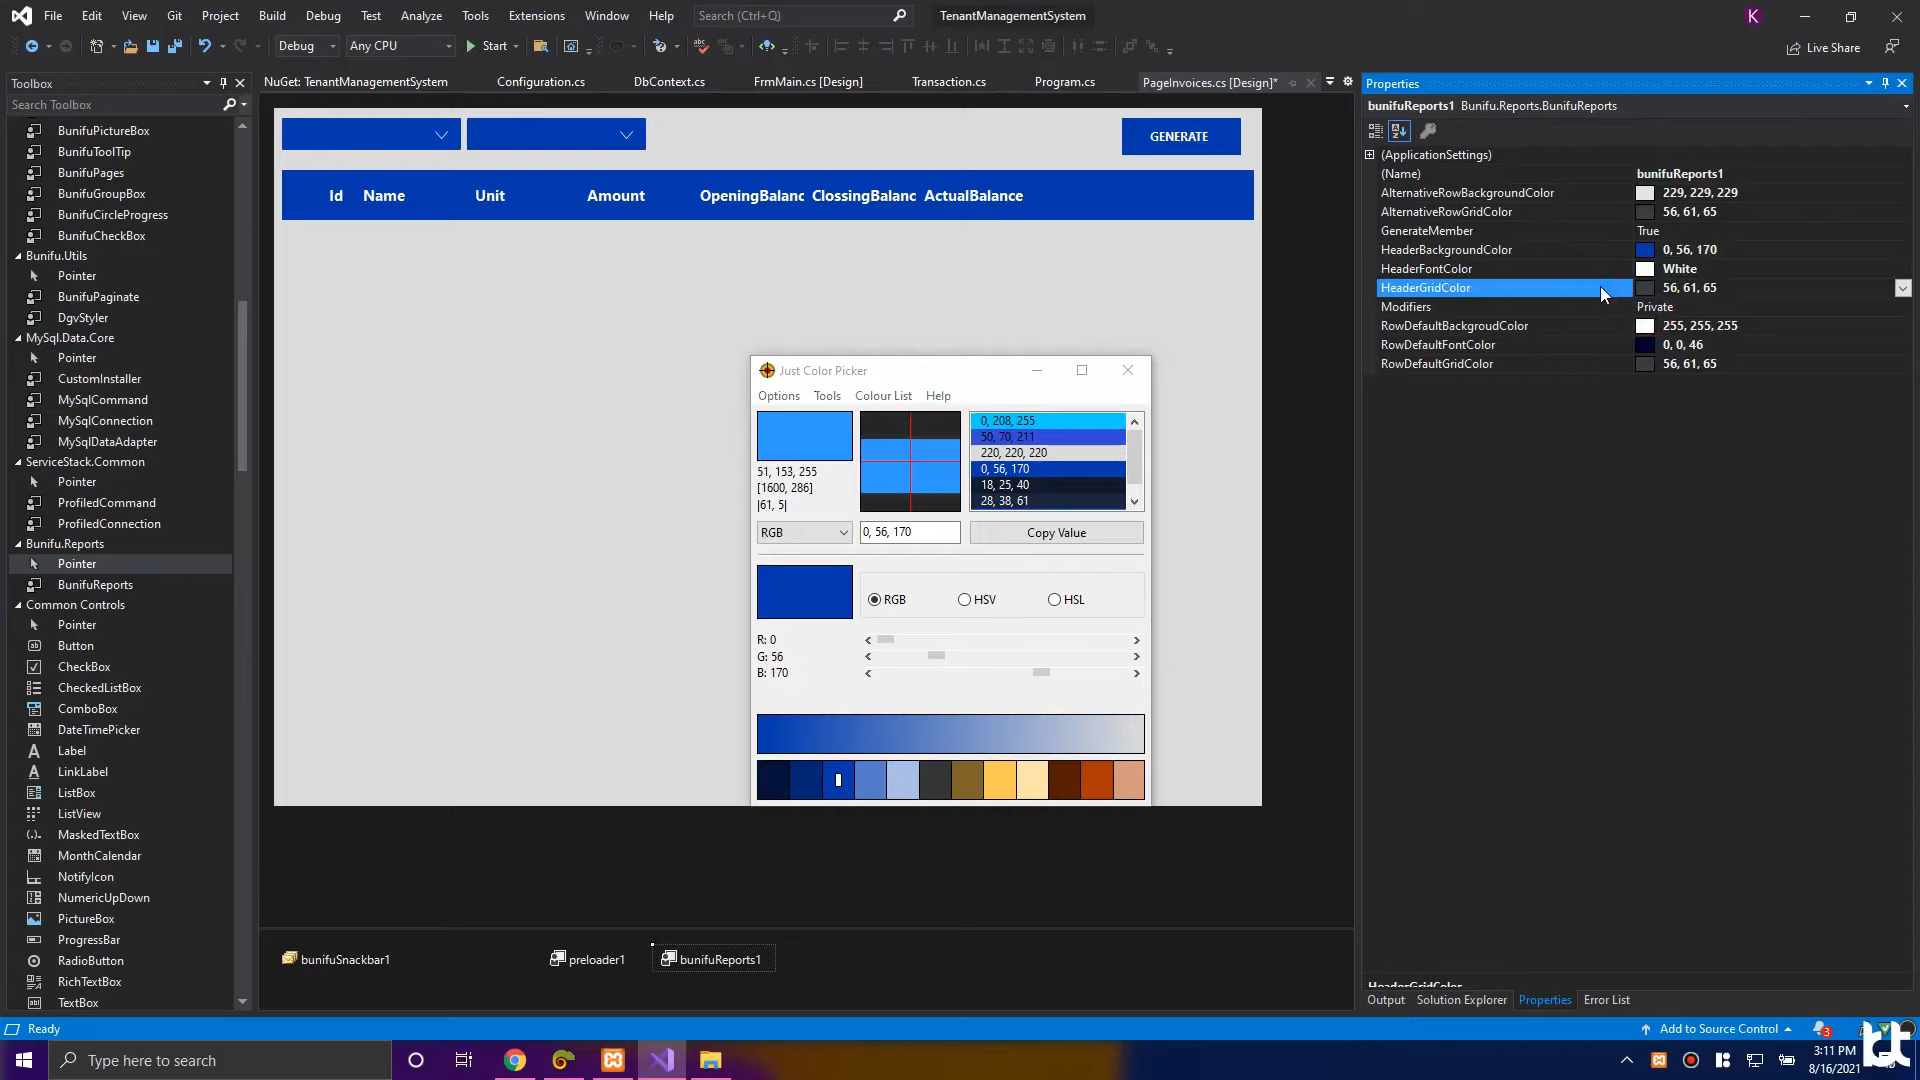 File Edit View Git Project Build Debug Test Analyze Tools Extensions Window Help Search (Ctrl+Q) TenantManagementSystem K
Debug Any CPU Start Live Share
Toolbox
Search Toolbox
BunifuPictureBox
BunifuToolTip
BunifuPages
BunifuGroupBox
BunifuCircleProgress
BunifuCheckBox
Bunifu.Utils
Pointer
BunifuPaginate
DgvStyler
MySql.Data.Core
Pointer
CustomInstaller
MySqlCommand
MySqlConnection
MySqlDataAdapter
ServiceStack.Common
Pointer
ProfiledCommand
ProfiledConnection
Bunifu.Reports
Pointer
BunifuReports
Common Controls
Pointer
Button
CheckBox
CheckedListBox
ComboBox
DateTimePicker
Label
LinkLabel
ListBox
ListView
MaskedTextBox
MonthCalendar
NotifyIcon
NumericUpDown
PictureBox
ProgressBar
RadioButton
RichTextBox
TextBox
NuGet: TenantManagementSystem Configuration.cs DbContext.cs FrmMain.cs [Design] Transaction.cs Program.cs PageInvoices.cs [Design]*
GENERATE
Id Name Unit Amount OpeningBalanc ClossingBalanc ActualBalance
Just Color Picker
Options Tools Colour List Help
51, 153, 255
[1600, 286]
|61, 5|
0, 208, 255
50, 70, 211
220, 220, 220
0, 56, 170
18, 25, 40
28, 38, 61
RGB 0, 56, 170 Copy Value
RGB HSV HSL
R: 0
G: 56
B: 170
bunifuSnackbar1 preloader1 bunifuReports1
Properties
bunifuReports1 Bunifu.Reports.BunifuReports
(ApplicationSettings)
(Name) bunifuReports1
AlternativeRowBackgroundColor 229, 229, 229
AlternativeRowGridColor 56, 61, 65
GenerateMember True
HeaderBackgroundColor 0, 56, 170
HeaderFontColor White
HeaderGridColor 56, 61, 65
Modifiers Private
RowDefaultBackgroudColor 255, 255, 255
RowDefaultFontColor 0, 0, 46
RowDefaultGridColor 56, 61, 65
HeaderGridColor
Output Solution Explorer Properties Error List
Ready Add to Source Control 3
Type here to search
3:11 PM
8/16/2021